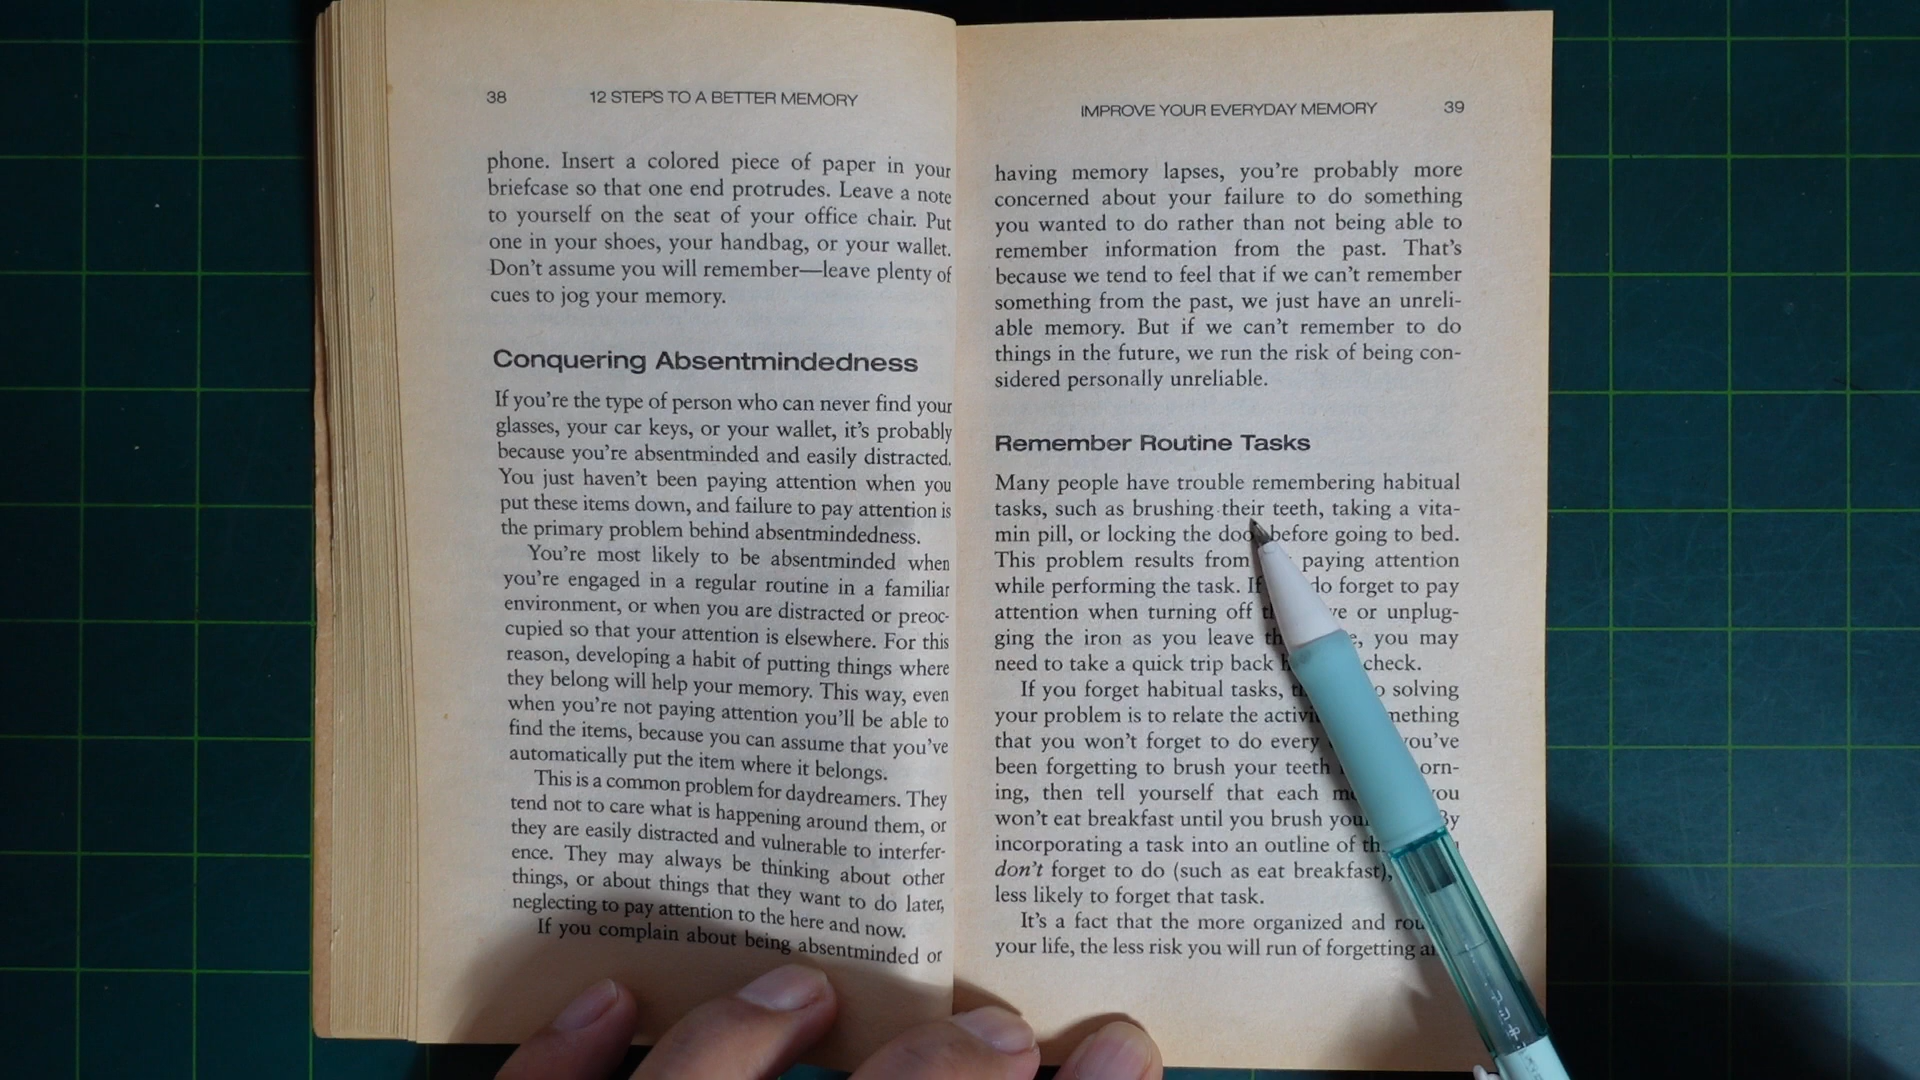 38 12 STEPS TO A BETTER MEMORY
phone. Insert a colored piece of paper in your
briefcase so that one end protrudes. Leave a note
to yourself on the seat of your office chair. Put
one in your shoes, your handbag, or your wallet.
Don't assume you will remember—leave plenty of
cues to jog your memory.
Conquering Absentmindedness
If you're the type of person who can never find your
glasses, your car keys, or your wallet, it's probably
because you're absentminded and easily distracted.
You just haven't been paying attention when you
put these items down, and failure to pay attention is
the primary problem behind absentmindedness.
You're most likely to be absentminded when
you're engaged in a regular routine in a familiar
environment, or when you are distracted or preoc-
cupied so that your attention is elsewhere. For this
reason, developing a habit of putting things where
they belong will help your memory. This way, even
when you're not paying attention you'll be able to
find the items, because you can assume that you've
automatically put the item where it belongs.
This is a common problem for daydreamers. They
tend not to care what is happening around them, or
they are easily distracted and vulnerable to interfer-
ence. They may always be thinking about other
things, or about things that they want to do later,
neglecting to pay attention to the here and now.
If you complain about being absentminded or
IMPROVE YOUR EVERYDAY MEMORY 39
having memory lapses, you're probably more
concerned about your failure to do something
you wanted to do rather than not being able to
remember information from the past. That's
because we tend to feel that if we can't remember
something from the past, we just have an unreli-
able memory. But if we can't remember to do
things in the future, we run the risk of being con-
sidered personally unreliable.
Remember Routine Tasks
Many people have trouble remembering habitual
tasks, such as brushing their teeth, taking a vita-
min pill, or locking the door before going to bed.
This problem results from paying attention
while performing the task. If do forget to pay
attention when turning off or unplug-
ging the iron as you leave you may
need to take a quick trip back check.
If you forget habitual tasks, solving
your problem is to relate the
that you won't forget to do every you've
been forgetting to brush your teeth
ing, then tell yourself that each
won't eat breakfast until you brush By
incorporating a task into an outline of
don't forget to do (such as eat breakfast),
less likely to forget that task.
It's a fact that the more organized and
your life, the less risk you will run of forgetting